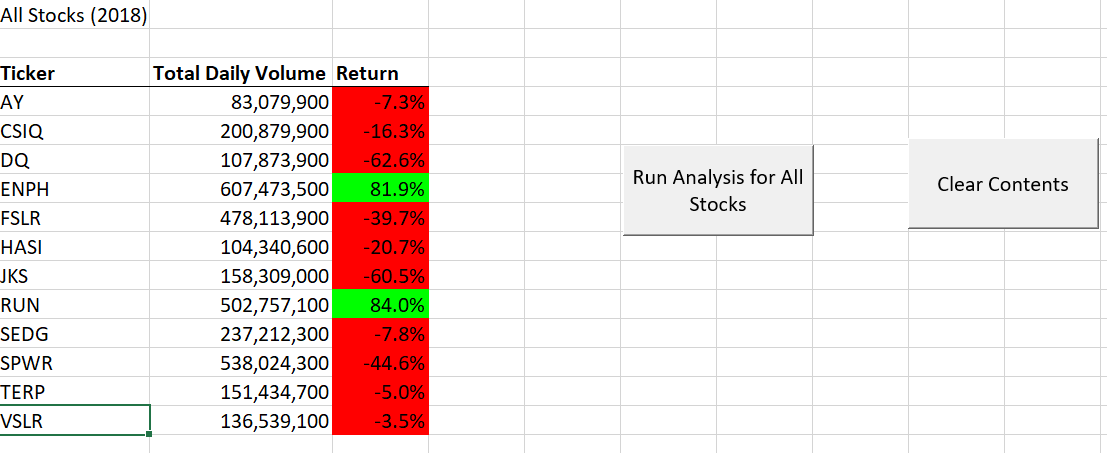 All Stocks (2018)
Ticker Total Daily Volume Return
AY 83,079,900 -7.3%
CSIQ 200,879,900 -16.3%
DQ 107,873,900 -62.6%
ENPH 607,473,500 81.9%
FSLR 478,113,900 -39.7%
HASI 104,340,600 -20.7%
JKS 158,309,000 -60.5%
RUN 502,757,100 84.0%
SEDG 237,212,300 -7.8%
SPWR 538,024,300 -44.6%
TERP 151,434,700 -5.0%
VSLR 136,539,100 -3.5%
Run Analysis for All
Stocks
Clear Contents